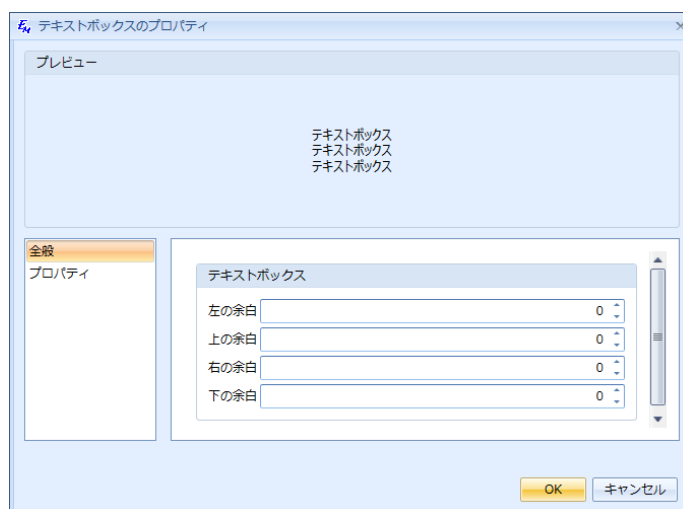 EM テキストボックスのプロパティ
プレビュー
テキストボックス
テキストボックス
テキストボックス
全般
プロパティ
テキストボックス
左の余白 0
上の余白 0
右の余白 0
下の余白 0
OK キャンセル